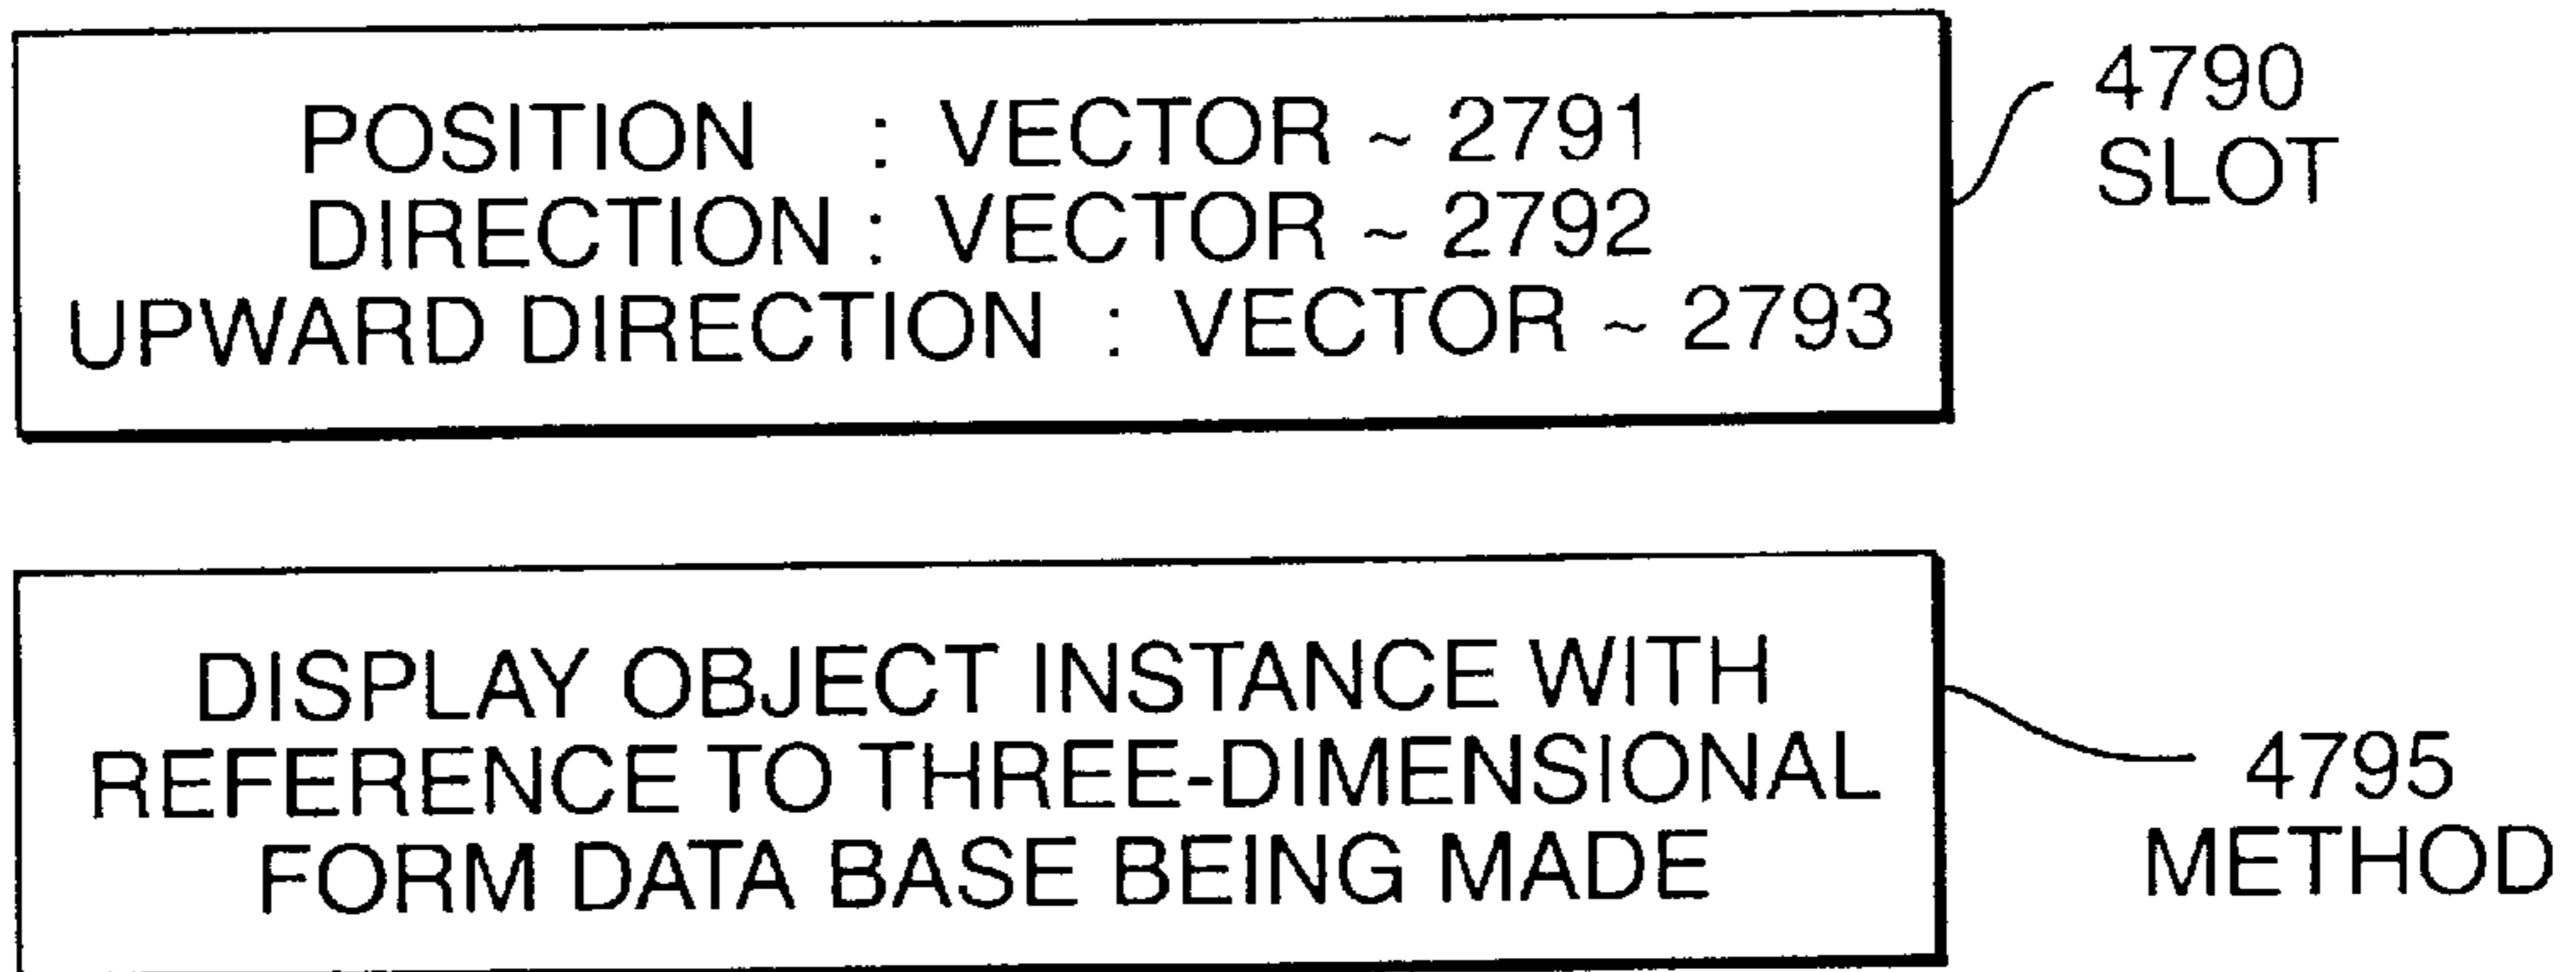 POSITION : VECTOR ~ 2791
DIRECTION : VECTOR ~ 2792
UPWARD DIRECTION : VECTOR ~ 2793
4790
SLOT
DISPLAY OBJECT INSTANCE WITH
REFERENCE TO THREE-DIMENSIONAL
FORM DATA BASE BEING MADE
4795
METHOD